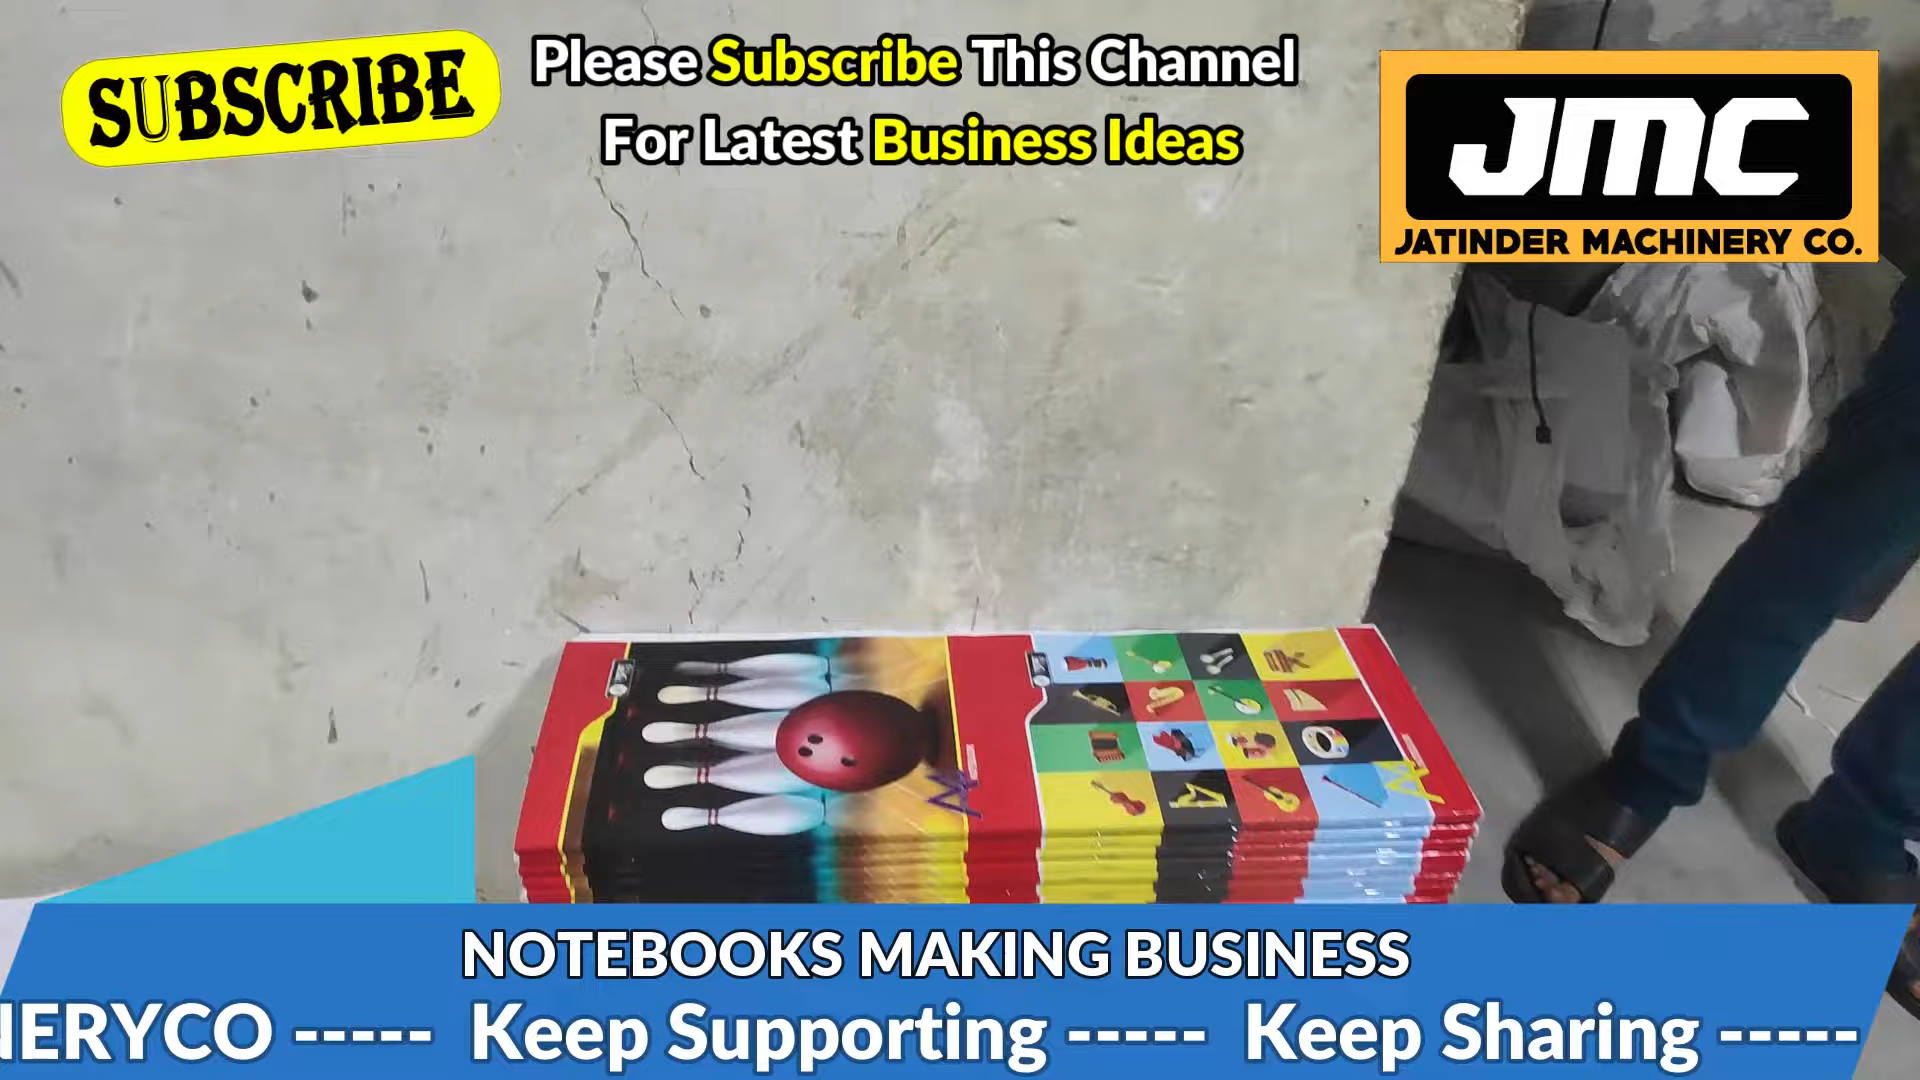 SUBSCRIBE
Please Subscribe This Channel
For Latest Business Ideas
JMC
JATINDER MACHINERY CO.
NOTEBOOKS MAKING BUSINESS
NERYCO ----- Keep Supporting ----- Keep Sharing -----